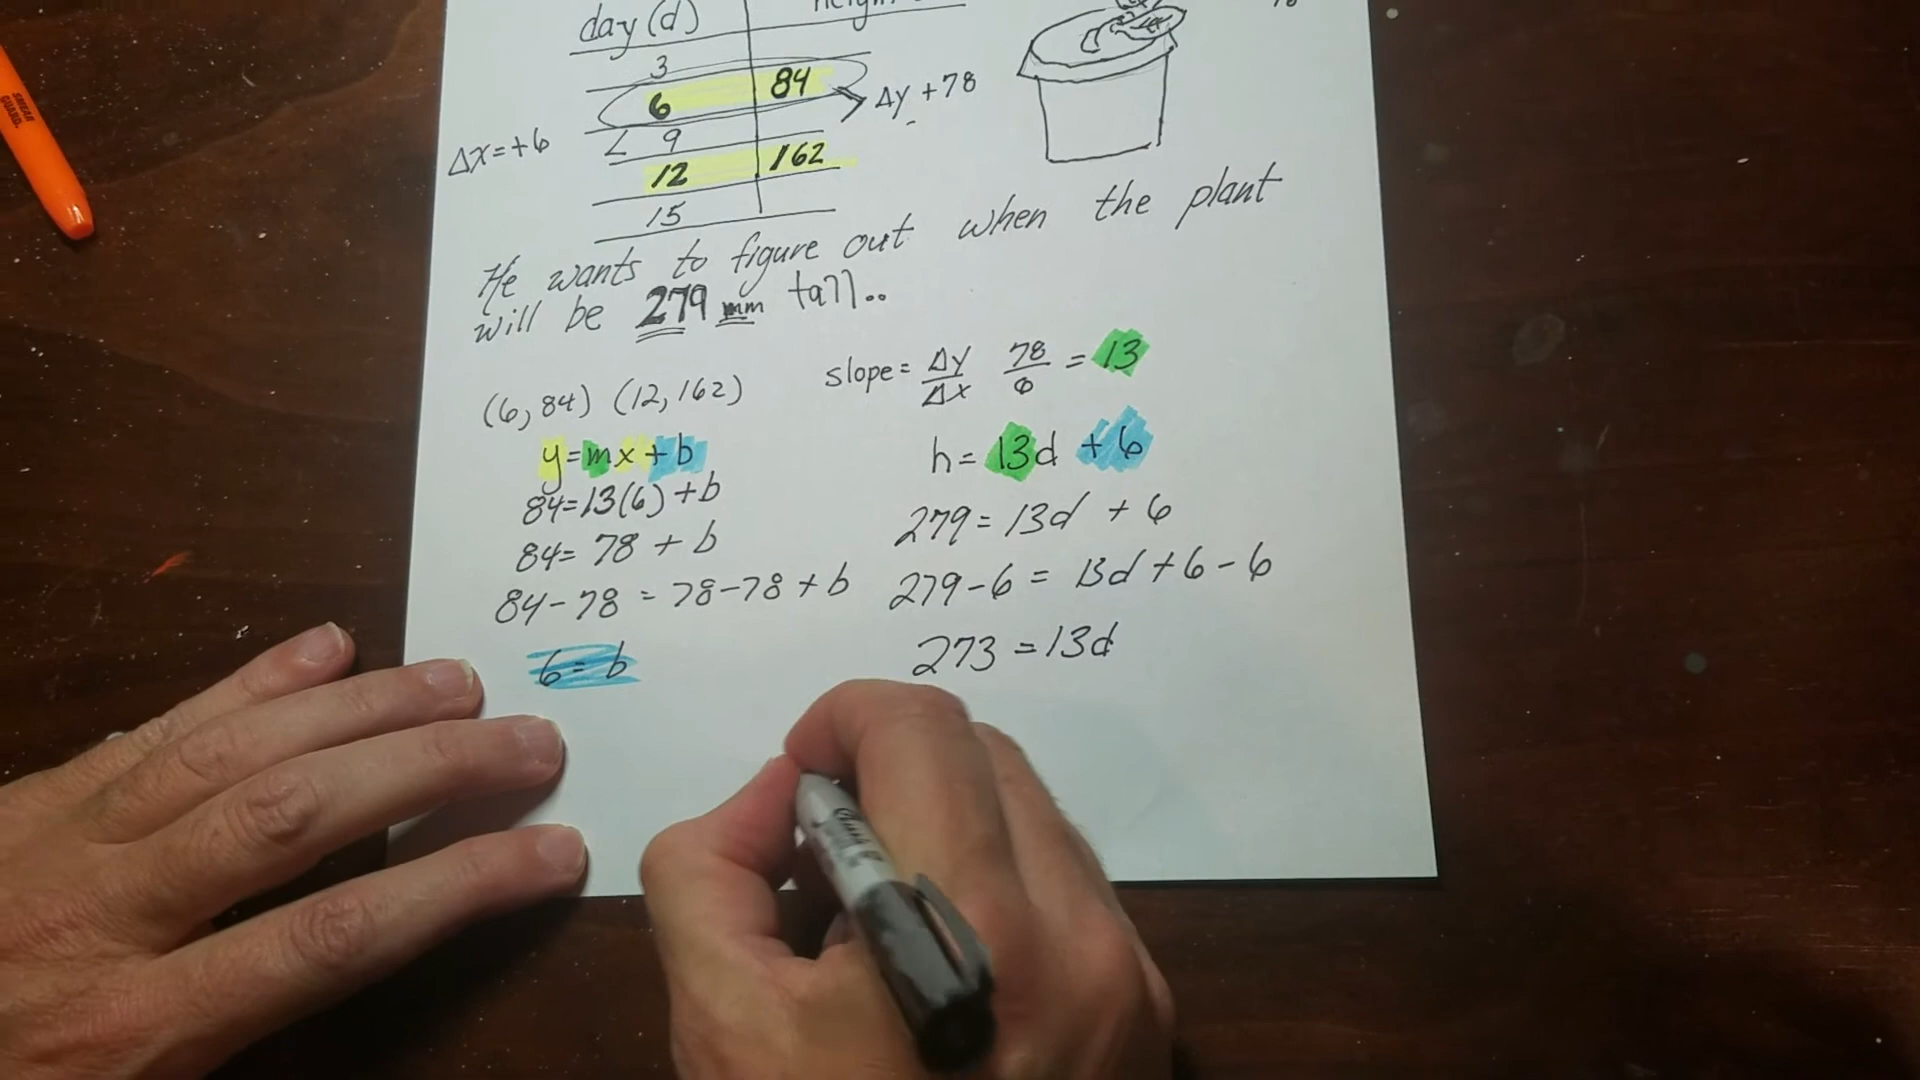 day (d)
3
6 84
Δy +78
9
Δx=+6
12 162
15
He wants to figure out when the plant
will be 279 mm tall..
slope = Δy/Δx 78/6 = 13
(6, 84) (12, 162)
y=mx+b
h= 13d +6
84=13(6)+b
279=13d +6
84= 78 + b
279-6 = 13d+6-6
84-78 = 78-78+b
273 =13d
6= b
SMEAR
GUARD.